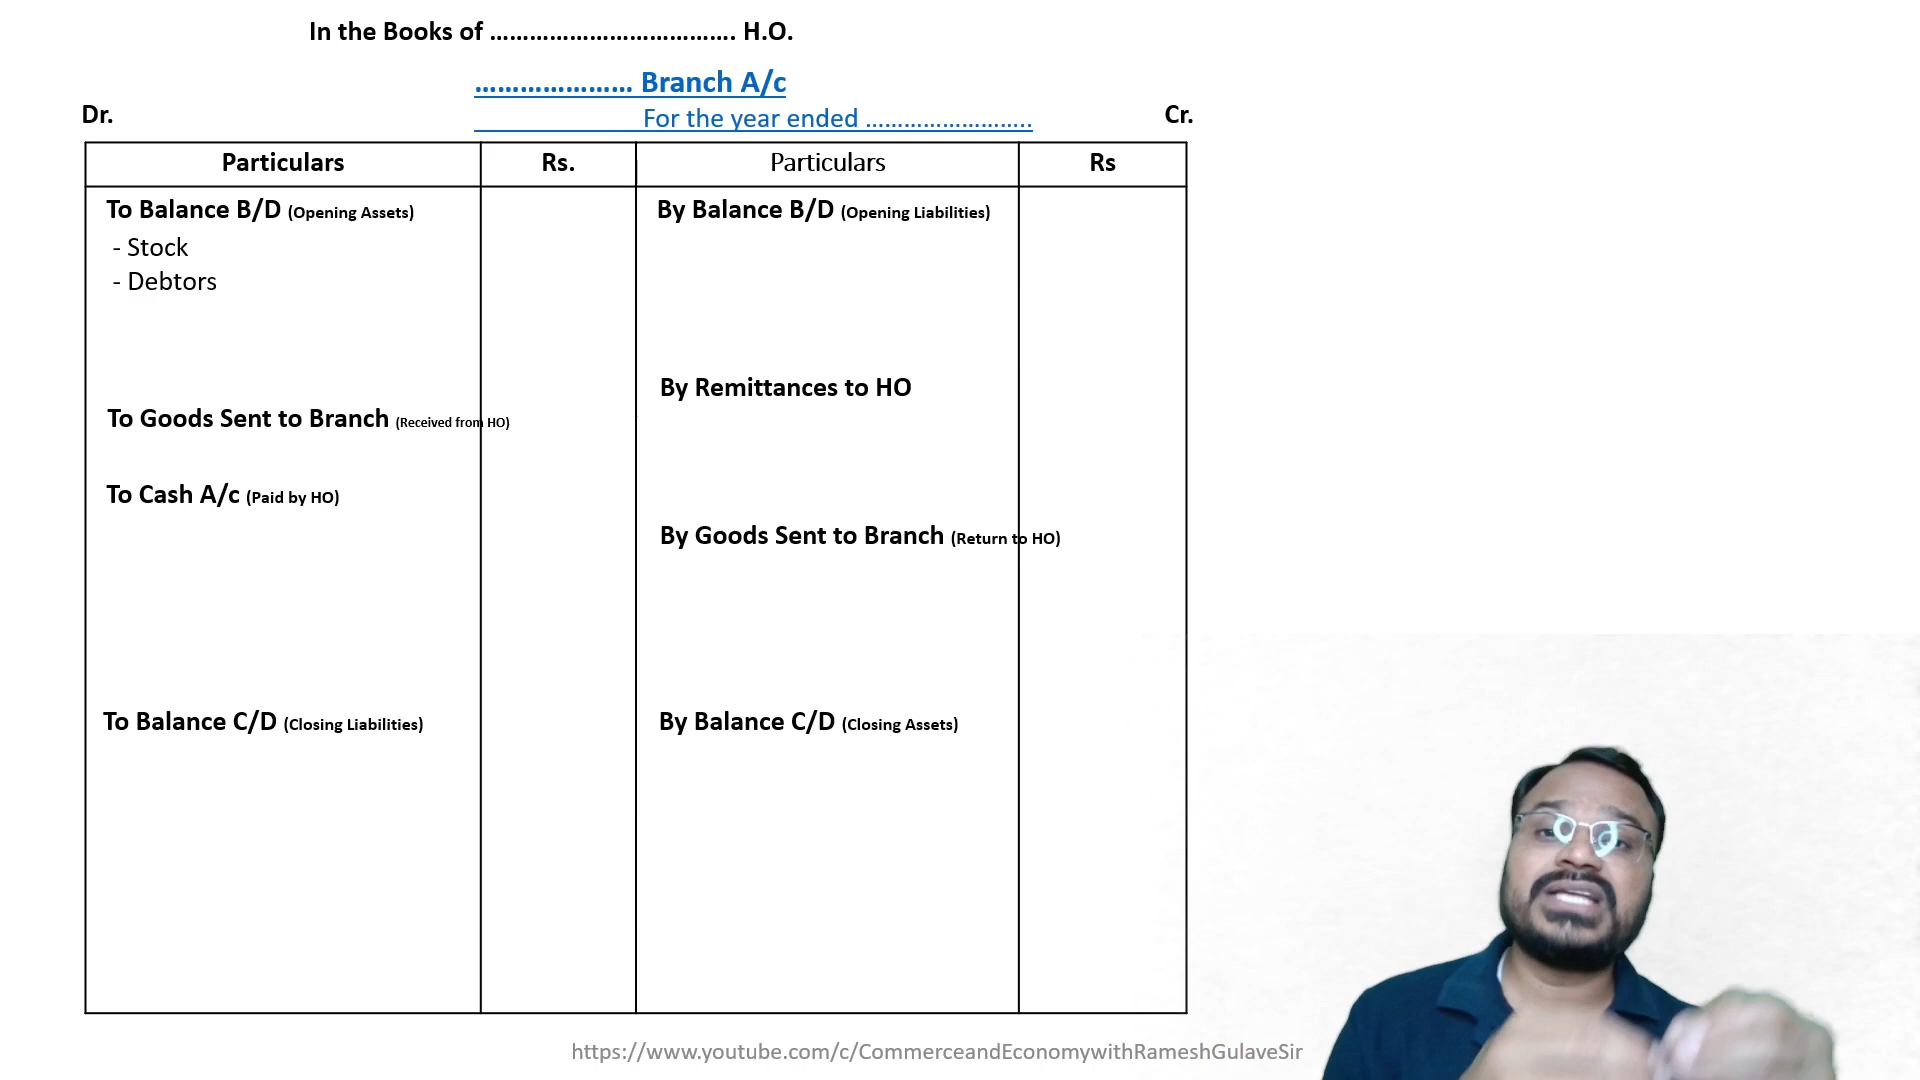 In the Books of ………………………………. H.O.
………………… Branch A/c
For the year ended ……………………..
Dr.
Cr.
Particulars Rs. Particulars Rs
To Balance B/D (Opening Assets)
- Stock
- Debtors
To Goods Sent to Branch (Received from HO)
To Cash A/c (Paid by HO)
To Balance C/D (Closing Liabilities)
By Balance B/D (Opening Liabilities)
By Remittances to HO
By Goods Sent to Branch (Return to HO)
By Balance C/D (Closing Assets)
https://www.youtube.com/c/CommerceandEconomywithRameshGulaveSir